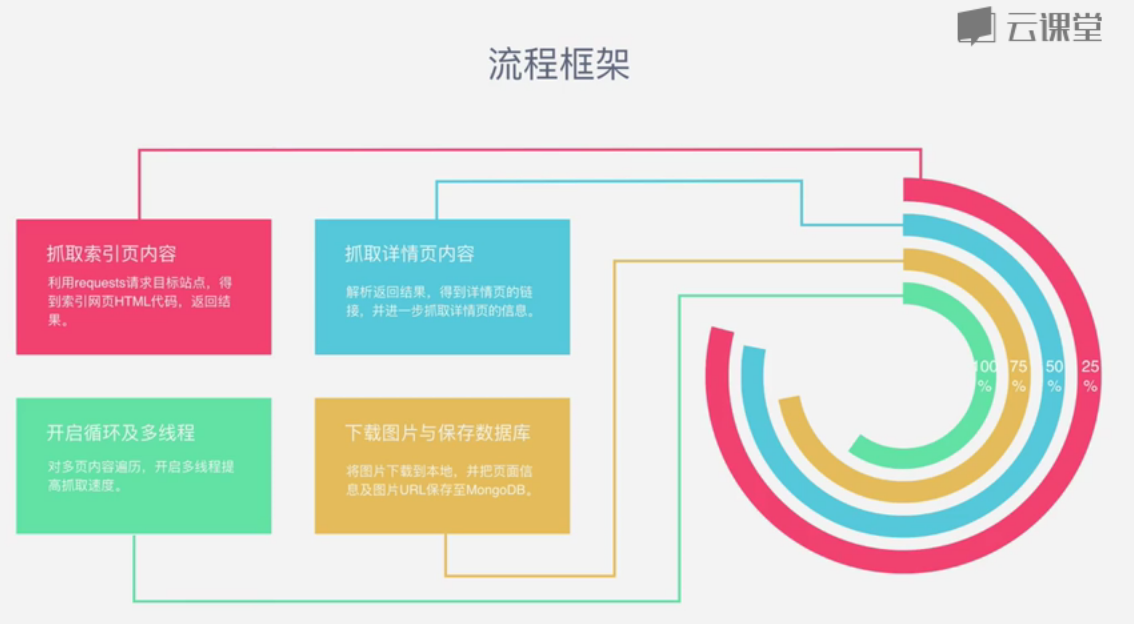 云课堂
流程框架
抓取索引页内容
利用requests请求目标站点，得
到索引网页HTML代码，返回结
果。
抓取详情页内容
解析返回结果，得到详情页的链
接，并进一步抓取详情页的信息。
开启循环及多线程
对多页内容遍历，开启多线程提
高抓取速度。
下载图片与保存数据库
将图片下载到本地，并把页面信
息及图片URL保存至MongoDB。
100
%
75
%
50
%
25
%